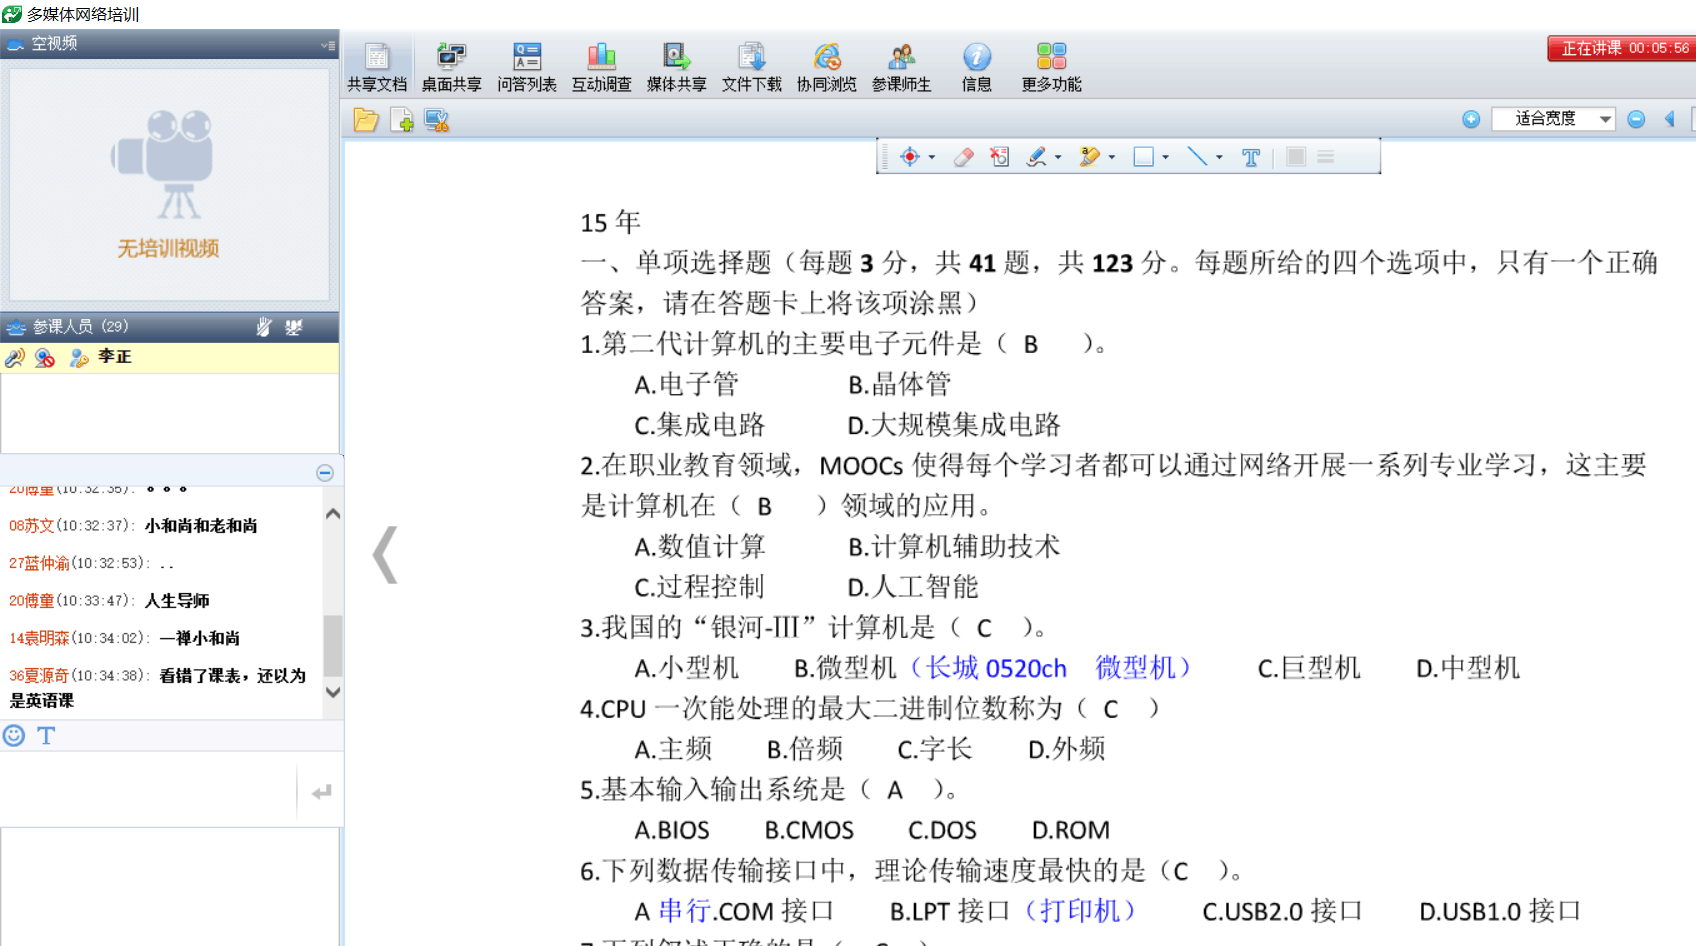 多媒体网络培训
空视频
无培训视频
参课人员 (29)
李正
20傅童(10:32:35): 。。。
08苏文(10:32:37): 小和尚和老和尚
27蓝仲渝(10:32:53): ..
20傅童(10:33:47): 人生导师
14袁明森(10:34:02): 一禅小和尚
36夏源奇(10:34:38): 看错了课表，还以为
是英语课
共享文档 桌面共享 问答列表 互动调查 媒体共享 文件下载 协同浏览 参课师生 信息 更多功能
正在讲课 00:05:56
适合宽度
15 年
一、单项选择题（每题 3 分，共 41 题，共 123 分。每题所给的四个选项中，只有一个正确
答案，请在答题卡上将该项涂黑）
1.第二代计算机的主要电子元件是（ B ）。
A.电子管 B.晶体管
C.集成电路 D.大规模集成电路
2.在职业教育领域，MOOCs 使得每个学习者都可以通过网络开展一系列专业学习，这主要
是计算机在（ B ）领域的应用。
A.数值计算 B.计算机辅助技术
C.过程控制 D.人工智能
3.我国的“银河-III”计算机是（ C ）。
A.小型机 B.微型机（长城 0520ch 微型机） C.巨型机 D.中型机
4.CPU 一次能处理的最大二进制位数称为（ C ）
A.主频 B.倍频 C.字长 D.外频
5.基本输入输出系统是（ A ）。
A.BIOS B.CMOS C.DOS D.ROM
6.下列数据传输接口中，理论传输速度最快的是（C ）。
A 串行.COM 接口 B.LPT 接口（打印机） C.USB2.0 接口 D.USB1.0 接口
7.下列叙述正确的是（ C ）